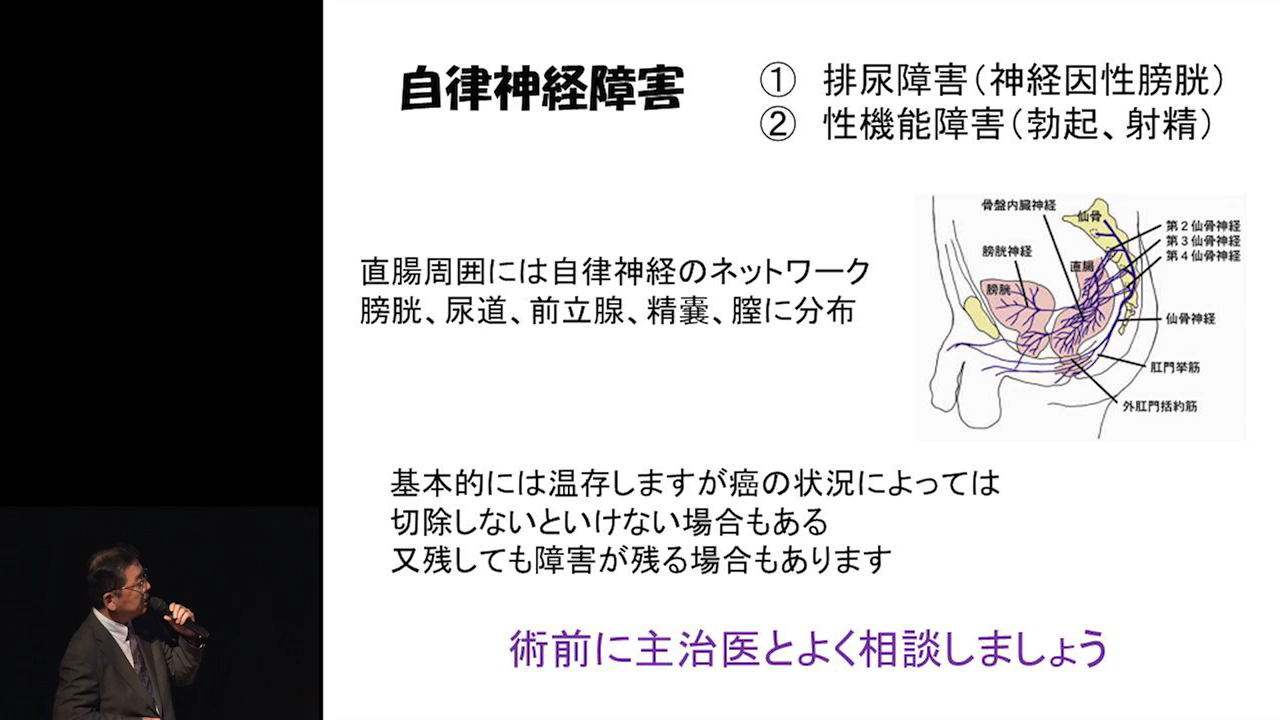 自律神経障害
① 排尿障害（神経因性膀胱）
② 性機能障害（勃起、射精）
直腸周囲には自律神経のネットワーク
膀胱、尿道、前立腺、精嚢、膣に分布
骨盤内臓神経
仙骨
第2仙骨神経
第3仙骨神経
第4仙骨神経
膀胱神経
直腸
膀胱
仙骨神経
肛門挙筋
外肛門括約筋
基本的には温存しますが癌の状況によっては
切除しないといけない場合もある
又残しても障害が残る場合もあります
術前に主治医とよく相談しましょう